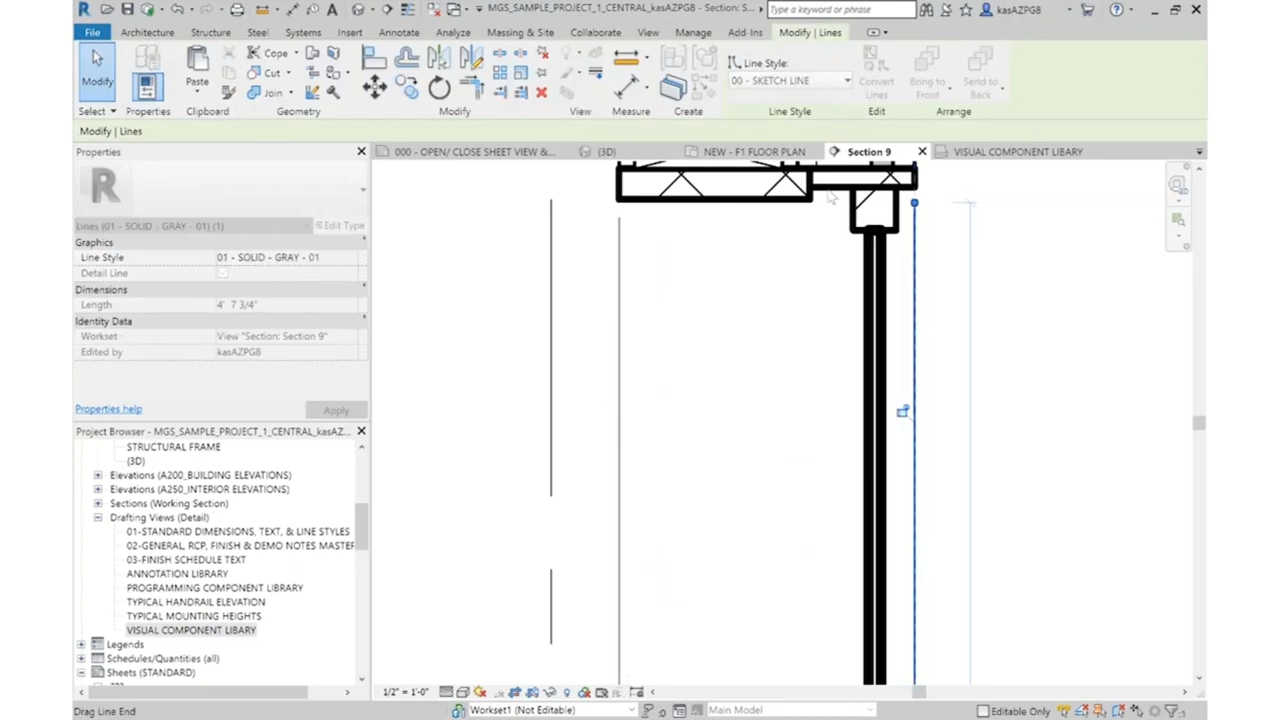 MGS_SAMPLE_PROJECT_1_CENTRAL_kasAZPG8 - Section: S...
Type a keyword or phrase
kasAZPG8
File Architecture Structure Steel Systems Insert Annotate Analyze Massing & Site Collaborate View Manage Add-Ins Modify | Lines
Modify
Paste
Cope
Cut
Join
Line Style:
00 - SKETCH LINE
Convert Lines
Bring to Front
Send to Back
Select Properties Clipboard Geometry Modify View Measure Create Line Style Edit Arrange
Modify | Lines
Properties
000 - OPEN/ CLOSE SHEET VIEW &...
{3D}
NEW - F1 FLOOR PLAN
Section 9
VISUAL COMPONENT LIBRARY
Lines (01 - SOLID - GRAY - 01) (1)
Edit Type
Graphics
Line Style 01 - SOLID - GRAY - 01
Detail Line
Dimensions
Length 4' 7 3/4"
Identity Data
Workset View "Section: Section 9"
Edited by kasAZPG8
Properties help
Apply
Project Browser - MGS_SAMPLE_PROJECT_1_CENTRAL_kasAZ...
STRUCTURAL FRAME
{3D}
Elevations (A200_BUILDING ELEVATIONS)
Elevations (A250_INTERIOR ELEVATIONS)
Sections (Working Section)
Drafting Views (Detail)
01-STANDARD DIMENSIONS, TEXT, & LINE STYLES
02-GENERAL, RCP, FINISH & DEMO NOTES MASTER
03-FINISH SCHEDULE TEXT
ANNOTATION LIBRARY
PROGRAMMING COMPONENT LIBRARY
TYPICAL HANDRAIL ELEVATION
TYPICAL MOUNTING HEIGHTS
VISUAL COMPONENT LIBARY
Legends
Schedules/Quantities (all)
Sheets (STANDARD)
1/2" = 1'-0"
Drag Line End
Workset1 (Not Editable)
:0
Main Model
Editable Only
:1